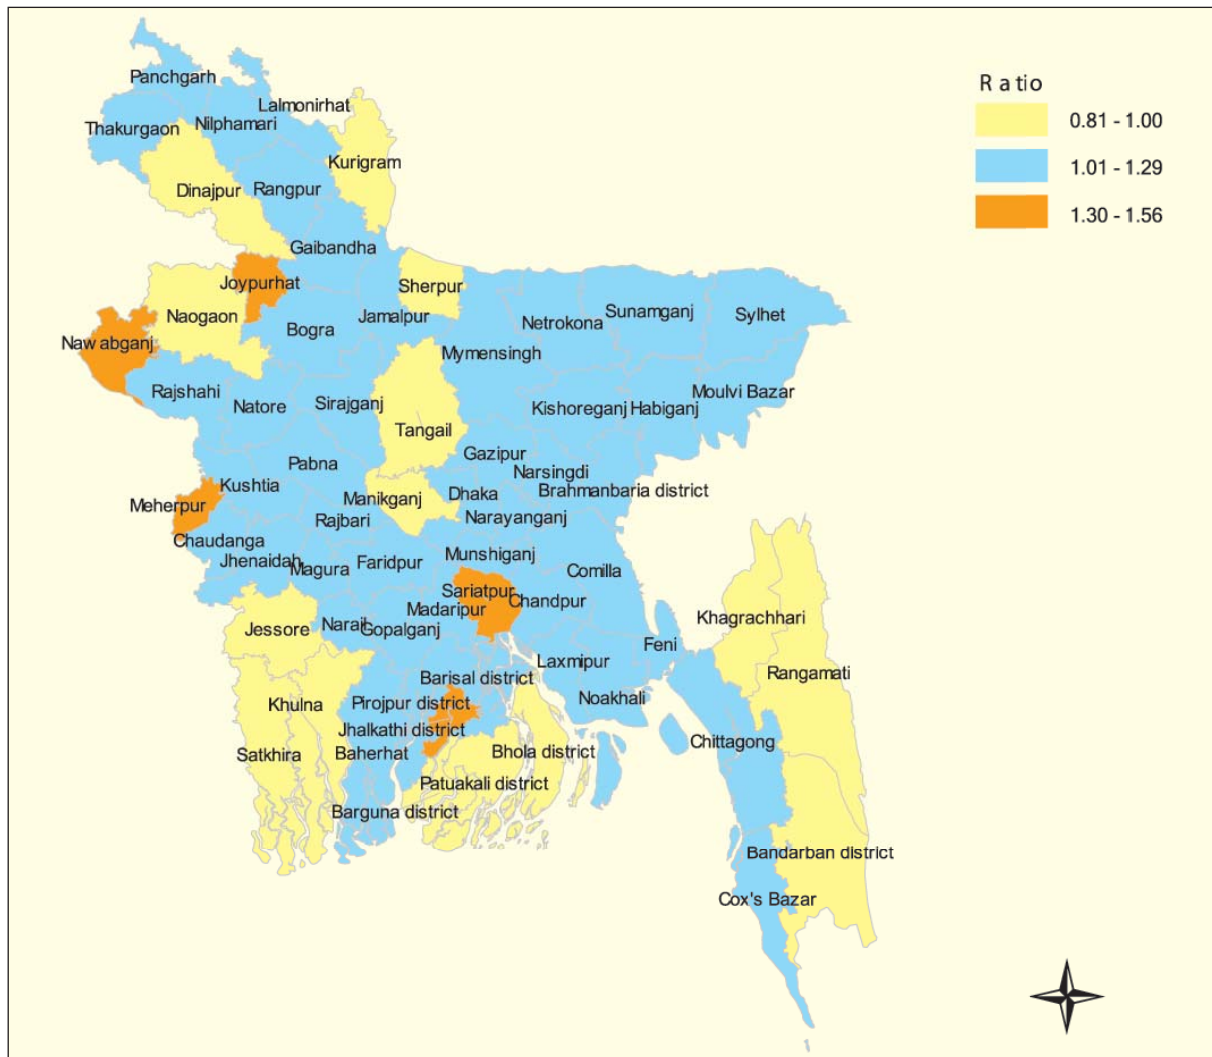 Ratio
0.81 - 1.00
1.01 - 1.29
1.30 - 1.56
Panchgarh
Lalmonirhat
Nilphamari
Thakurgaon
Kurigram
Dinajpur
Rangpur
Gaibandha
Joypurhat
Sherpur
Naogaon
Jamalpur
Bogra
Netrokona
Sunamganj
Sylhet
Nawabganj
Mymensingh
Rajshahi
Natore
Sirajganj
Kishoreganj
Habiganj
Moulvi Bazar
Tangail
Gazipur
Pabna
Narsingdi
Kushtia
Manikganj
Dhaka
Brahmanbaria district
Meherpur
Rajbari
Narayanganj
Chaudanga
Jhenaidah
Magura
Faridpur
Munshiganj
Comilla
Sariatpur
Madaripur
Chandpur
Khagrachhari
Jessore
Narail
Gopalganj
Feni
Laxmipur
Rangamati
Barisal district
Khulna
Pirojpur district
Noakhali
Jhalkathi district
Satkhira
Baherhat
Bhola district
Chittagong
Patuakali district
Barguna district
Bandarban district
Cox's Bazar